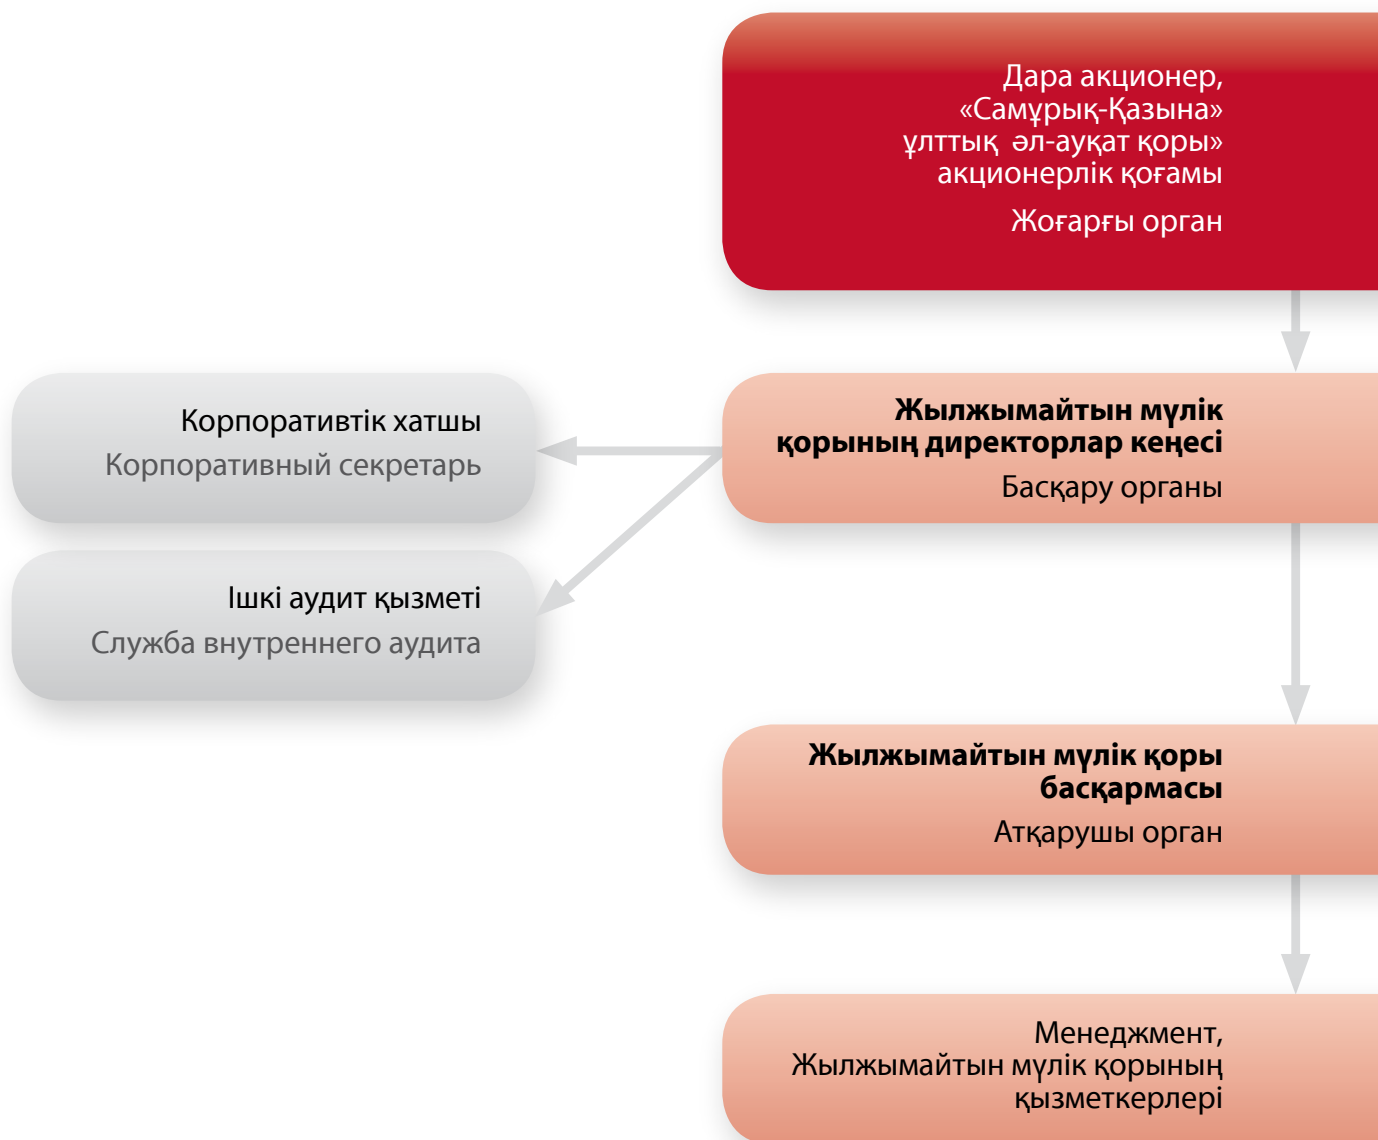 Дара акционер,
«Самұрық-Қазына»
ұлттық әл-ауқат қоры»
акционерлік қоғамы
Жоғарғы орган
Корпоративтік хатшы
Корпоративный секретарь
Жылжымайтын мүлік
қорының директорлар кеңесі
Басқару органы
Ішкі аудит қызметі
Служба внутреннего аудита
Жылжымайтын мүлік қоры
басқармасы
Атқарушы орган
Менеджмент,
Жылжымайтын мүлік қорының
қызметкерлері